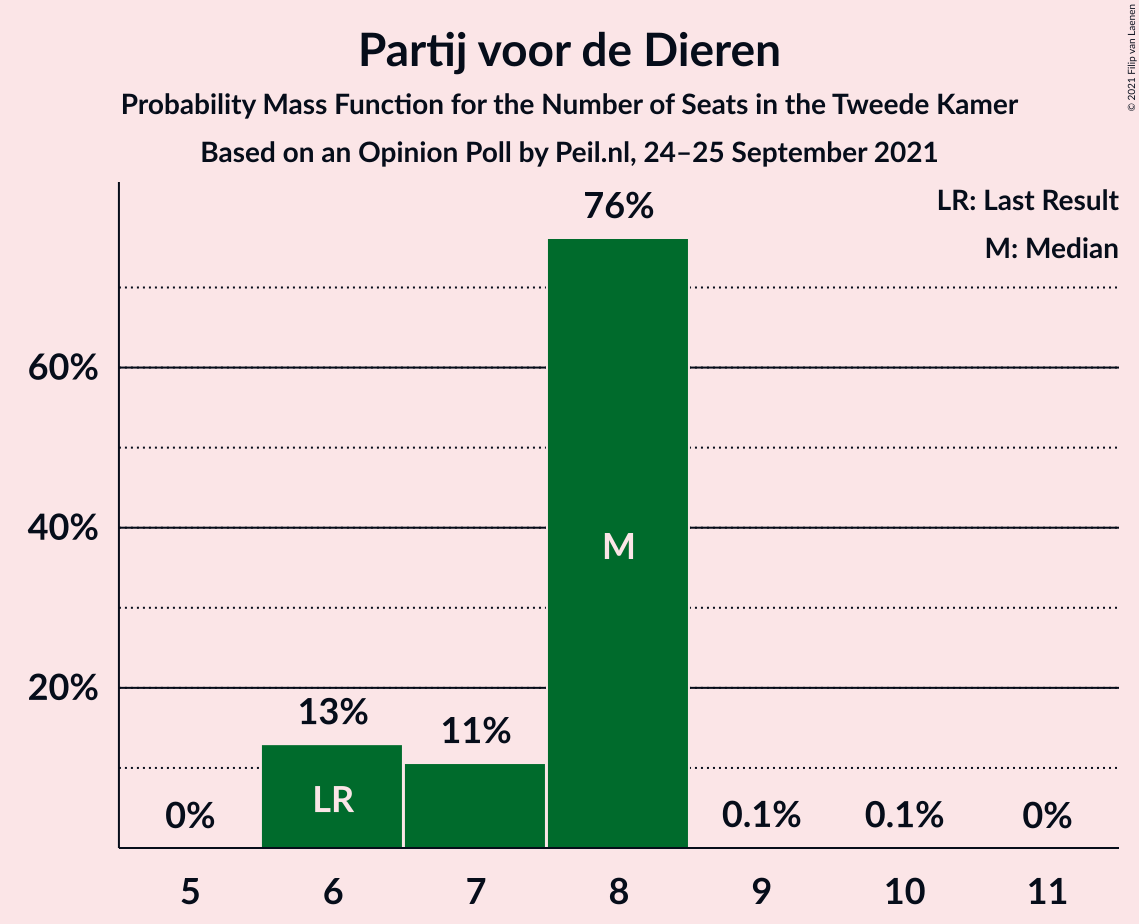 Partij voor de Dieren
Probability Mass Function for the Number of Seats in the Tweede Kamer
Based on an Opinion Poll by Peil.nl, 24–25 September 2021
© 2021 Filip van Laenen
LR: Last Result
M: Median
76%
60%
40%
M
20%
13%
11%
LR
0%
0.1%
0.1%
0%
5
6
7
8
9
10
11